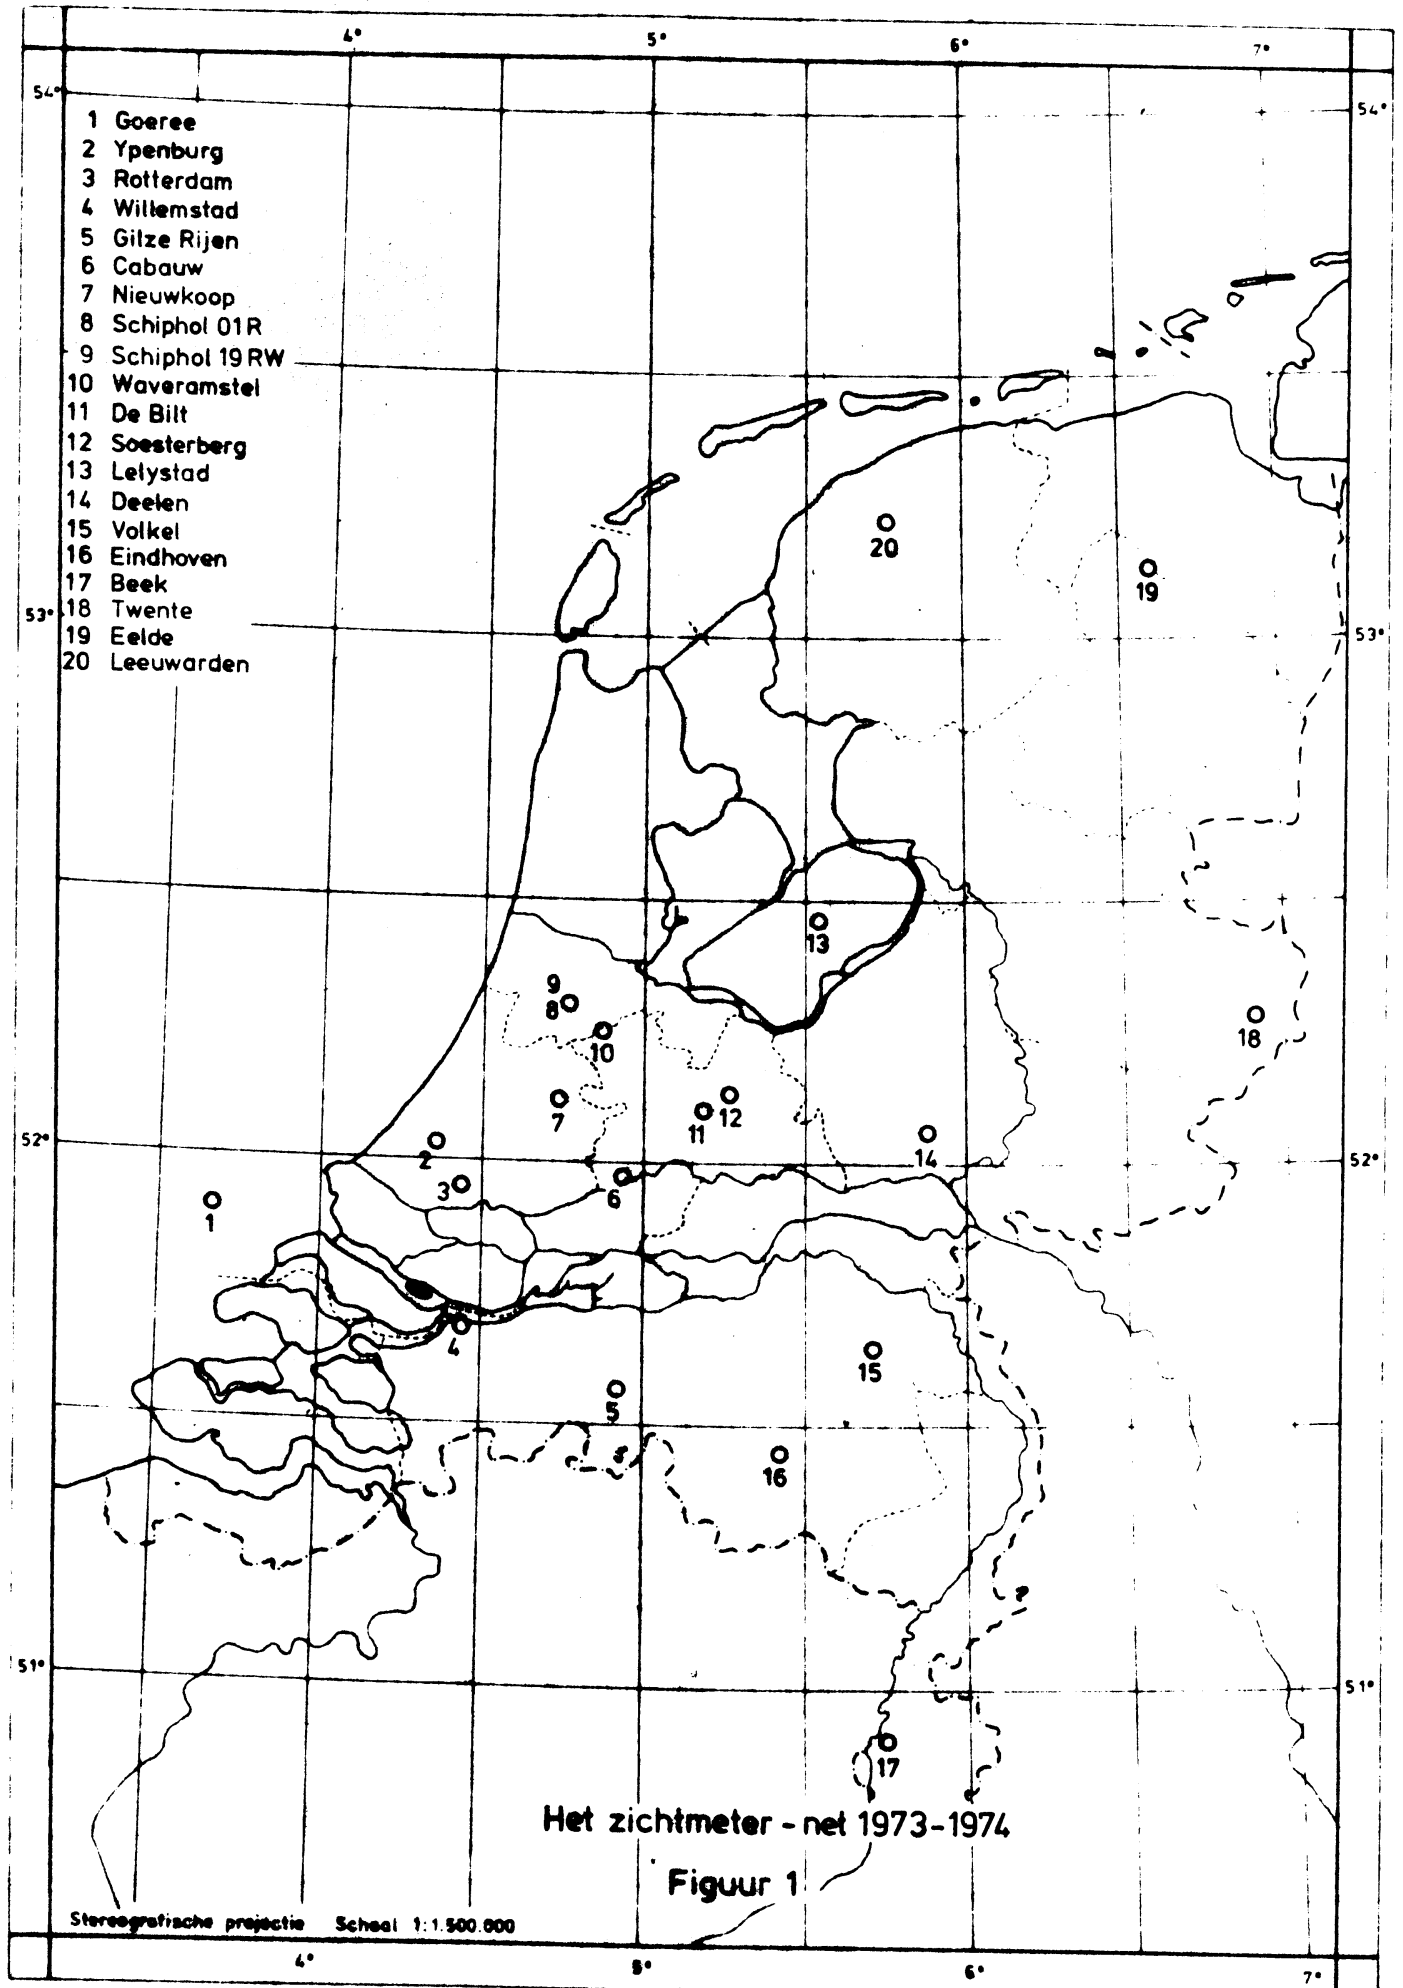 4° 5° 6° 7°
54° 54°
1 Goeree
2 Ypenburg
3 Rotterdam
4 Willemstad
5 Gilze Rijen
6 Cabauw
7 Nieuwkoop
8 Schiphol 01R
9 Schiphol 19RW
10 Waveramstel
11 De Bilt
12 Soesterberg
13 Lelystad
14 Deelen
15 Volkel
16 Eindhoven
17 Beek
18 Twente
19 Eelde
20 Leeuwarden
20
19
53° 53°
13
9
8
10
18
7
11 12
52° 52°
2
14
3
6
1
4
15
5
16
51° 51°
17
Het zichtmeter - net 1973-1974
Figuur 1
Stereografische projectie Schaal 1:1.500.000
4° 5° 6° 7°